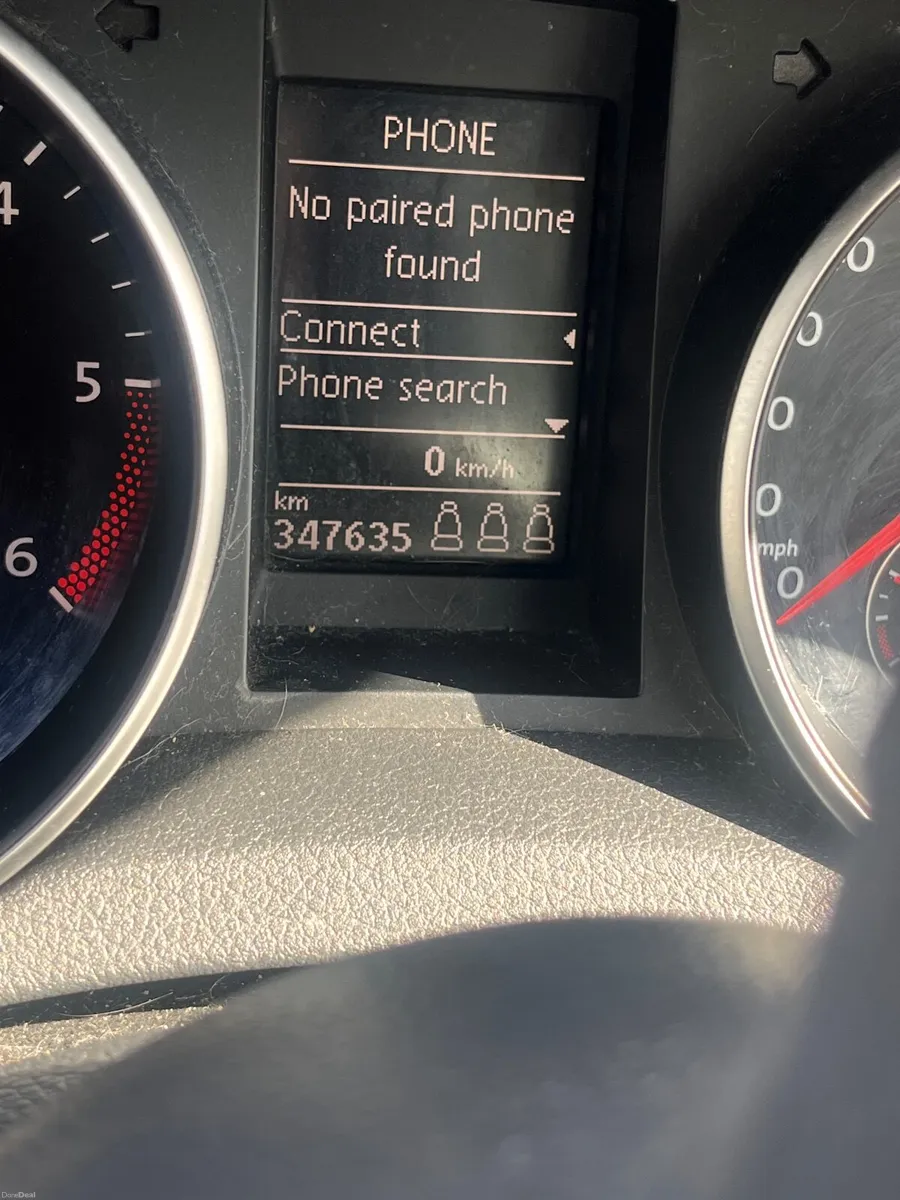 PHONE
No paired phone
found
Connect
Phone search
0 km/h
km
347635
4
5
6
0
0
0
0
mph
0
DoneDeal